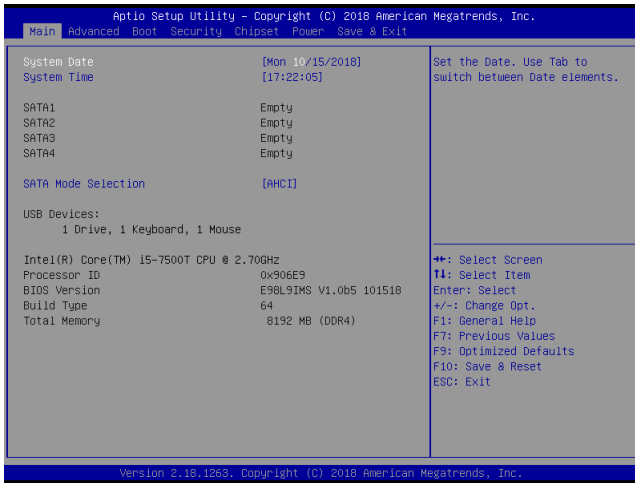 Aptio Setup Utility – Copyright (C) 2018 American Megatrends, Inc.
Main Advanced Boot Security Chipset Power Save & Exit
System Date [Mon 10/15/2018]
System Time [17:22:05]
SATA1 Empty
SATA2 Empty
SATA3 Empty
SATA4 Empty
SATA Mode Selection [AHCI]
USB Devices:
1 Drive, 1 Keyboard, 1 Mouse
Intel(R) Core(TM) i5-7500T CPU @ 2.70GHz
Processor ID 0x906E9
BIOS Version E98L9IMS V1.0b5 101518
Build Type 64
Total Memory 8192 MB (DDR4)
Set the Date. Use Tab to
switch between Date elements.
→←: Select Screen
↑↓: Select Item
Enter: Select
+/-: Change Opt.
F1: General Help
F7: Previous Values
F9: Optimized Defaults
F10: Save & Reset
ESC: Exit
Version 2.18.1263. Copyright (C) 2018 American Megatrends, Inc.